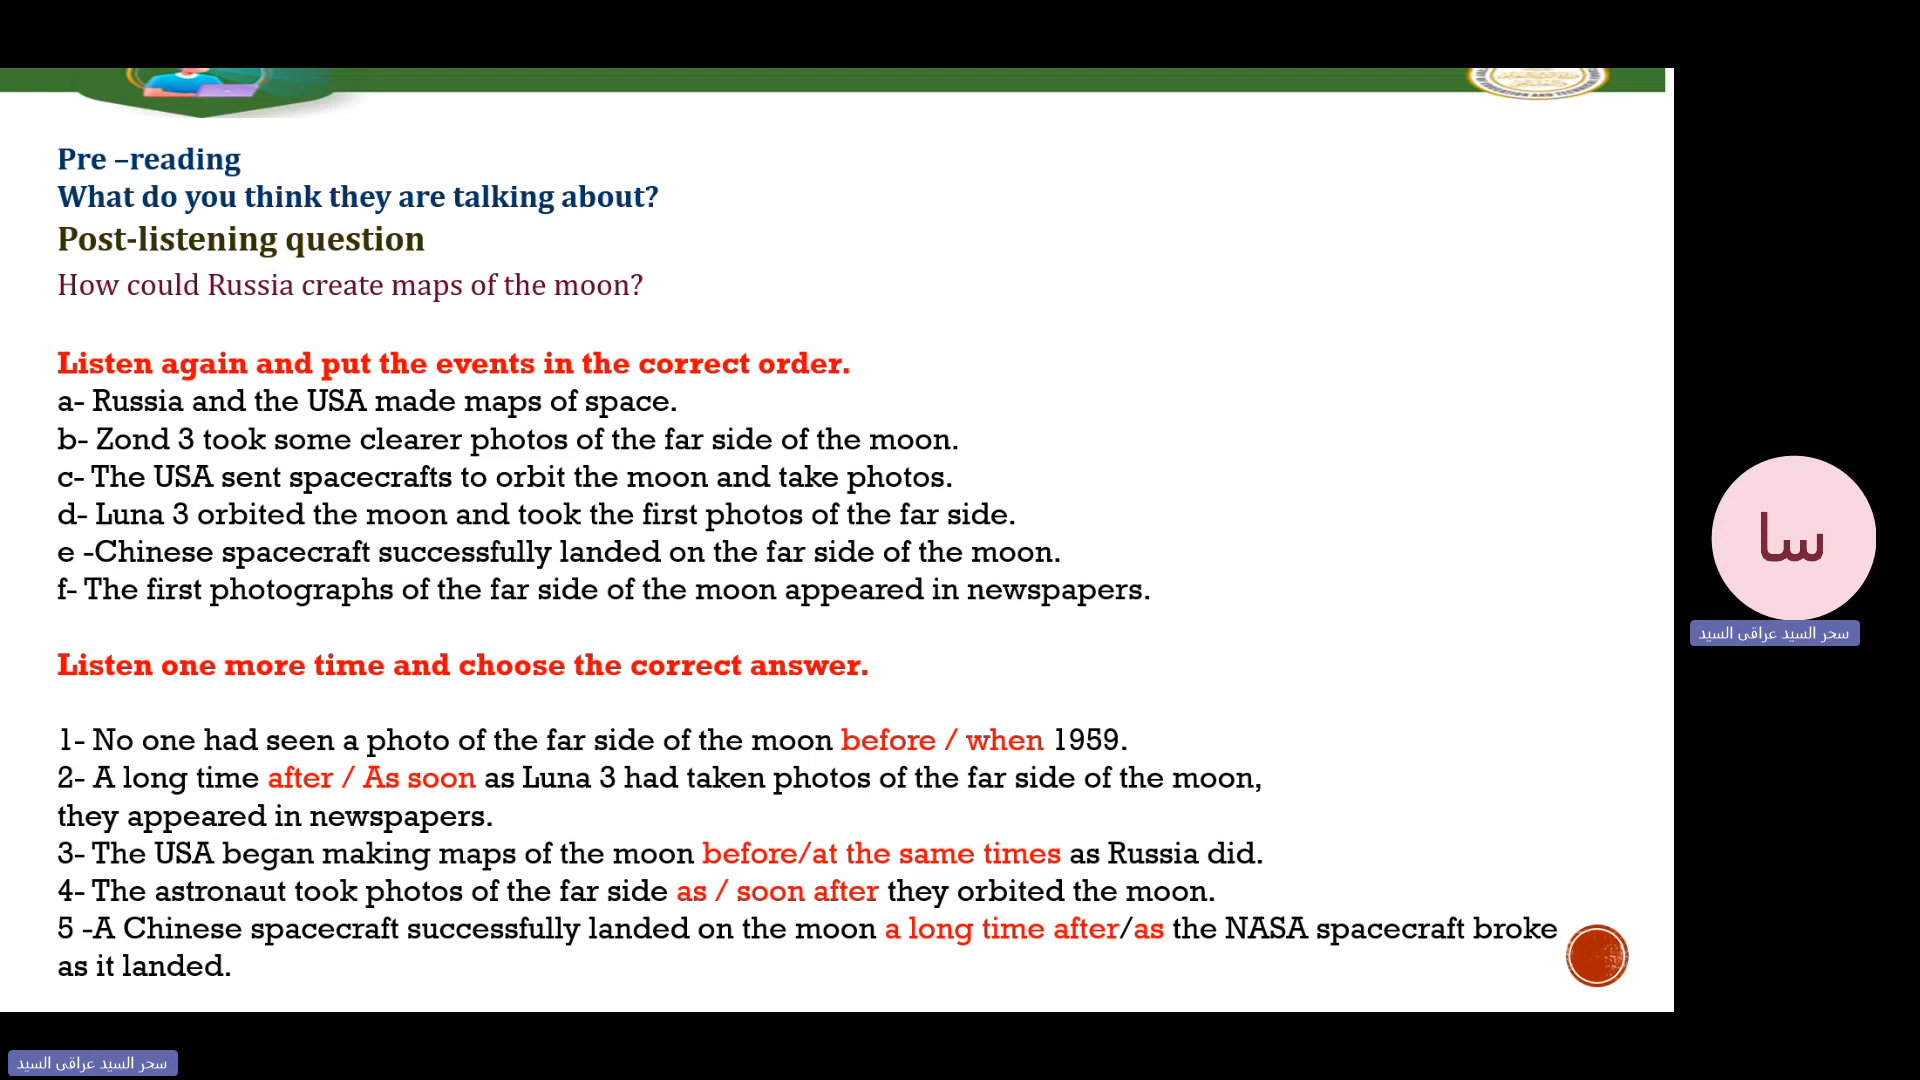 Pre –reading
What do you think they are talking about?
Post-listening question
How could Russia create maps of the moon?
Listen again and put the events in the correct order.
a- Russia and the USA made maps of space.
b- Zond 3 took some clearer photos of the far side of the moon.
c- The USA sent spacecrafts to orbit the moon and take photos.
d- Luna 3 orbited the moon and took the first photos of the far side.
e -Chinese spacecraft successfully landed on the far side of the moon.
f- The first photographs of the far side of the moon appeared in newspapers.
Listen one more time and choose the correct answer.
1- No one had seen a photo of the far side of the moon before / when 1959.
2- A long time after / As soon as Luna 3 had taken photos of the far side of the moon,
they appeared in newspapers.
3- The USA began making maps of the moon before/at the same times as Russia did.
4- The astronaut took photos of the far side as / soon after they orbited the moon.
5 -A Chinese spacecraft successfully landed on the moon a long time after/as the NASA spacecraft broke
as it landed.
سا
سحر السيد عراقى السيد
سحر السيد عراقى السيد